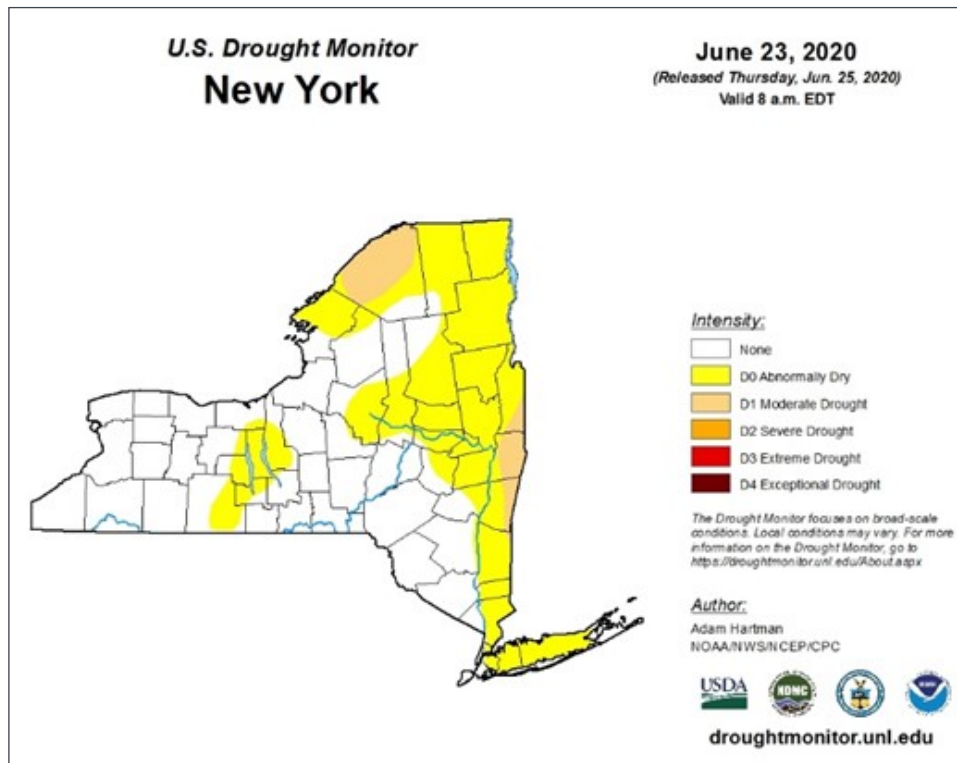 U.S. Drought Monitor
New York
June 23, 2020
(Released Thursday, Jun. 25, 2020)
Valid 8 a.m. EDT
Intensity:
None
D0 Abnormally Dry
D1 Moderate Drought
D2 Severe Drought
D3 Extreme Drought
D4 Exceptional Drought
The Drought Monitor focuses on broad-scale
conditions. Local conditions may vary. For more
information on the Drought Monitor, go to
https://droughtmonitor.unl.edu/About.aspx
Author:
Adam Hartman
NOAA/NWS/NCEP/CPC
USDA
NDMC
droughtmonitor.unl.edu